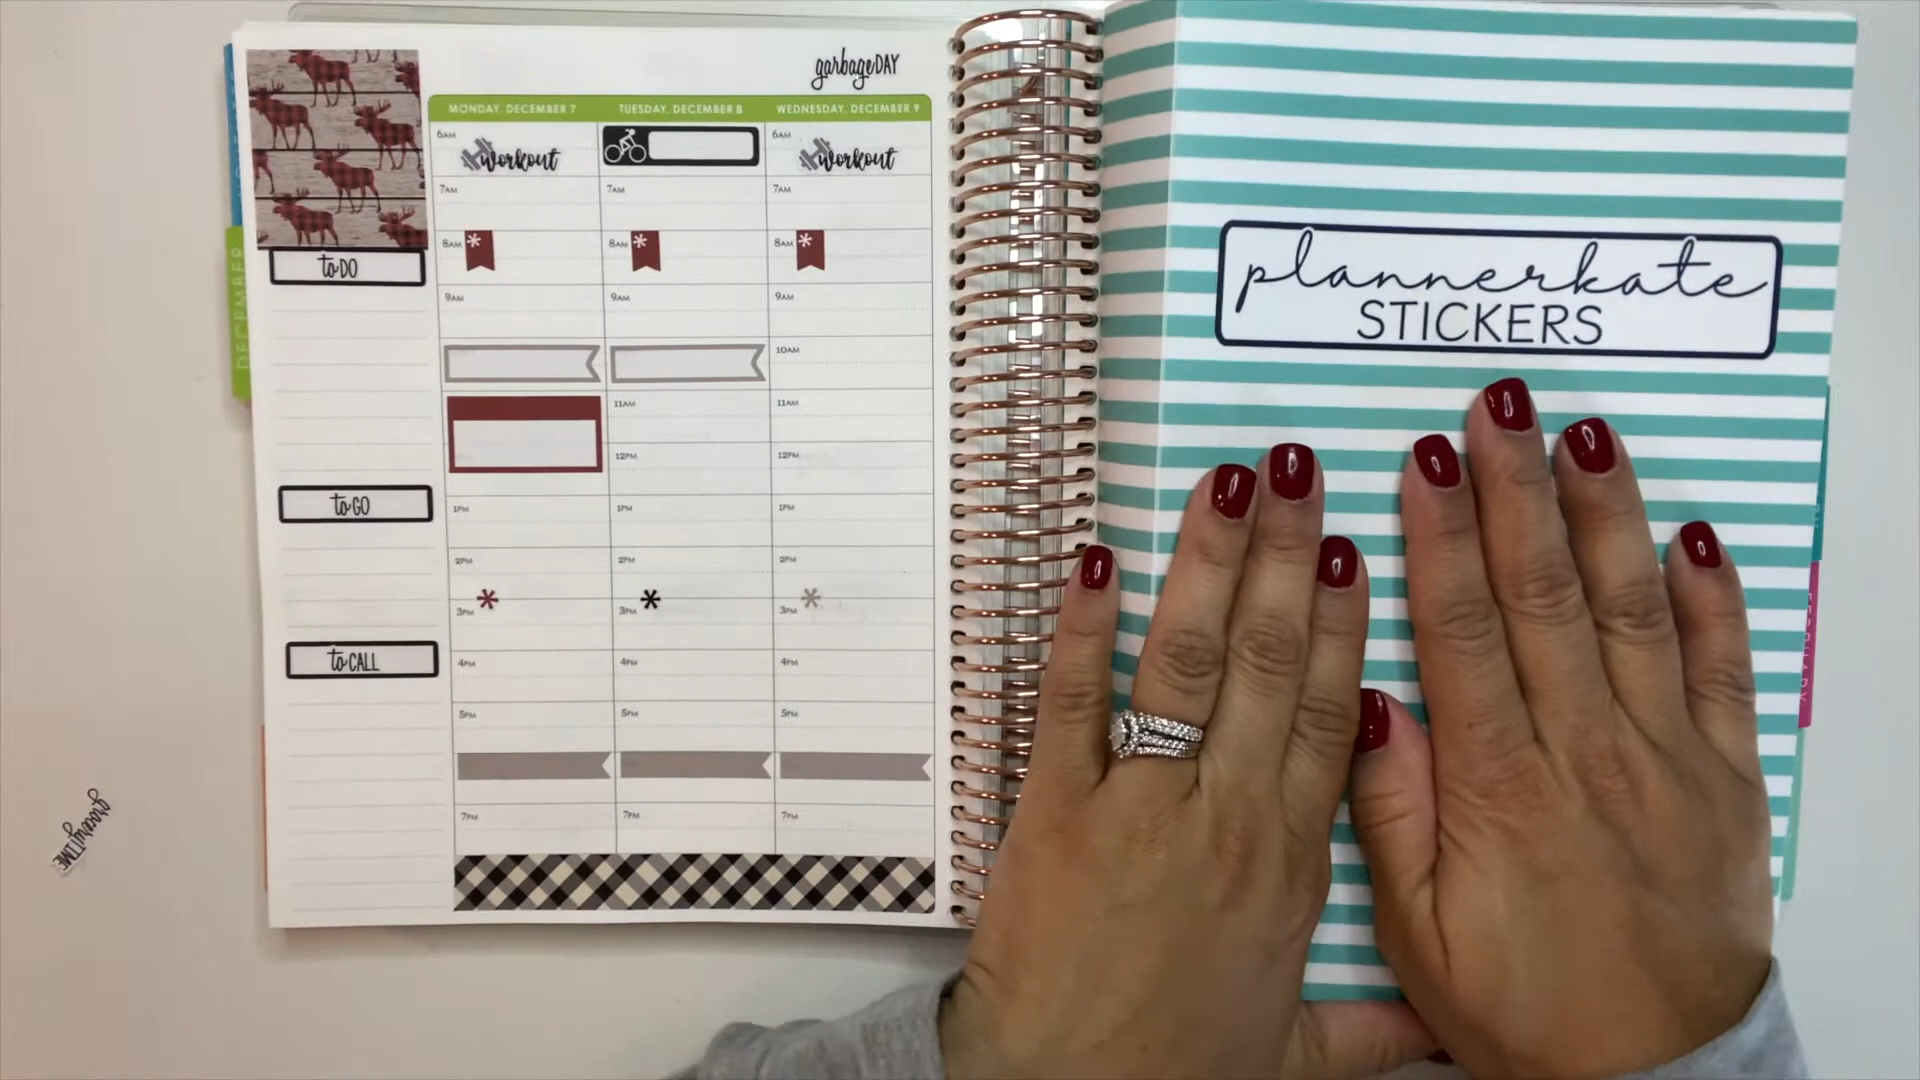 garbageDAY
MONDAY, DECEMBER 7
TUESDAY, DECEMBER 8
WEDNESDAY, DECEMBER 9
DECEMBER
toDO
toGO
toCALL
6AM
workout
7AM
8AM
9AM
1PM
2PM
3PM
4PM
5PM
7PM
7AM
8AM
9AM
11AM
12PM
1PM
2PM
3PM
4PM
5PM
7PM
6AM
workout
7AM
8AM
9AM
10AM
11AM
12PM
1PM
2PM
3PM
4PM
5PM
7PM
plannerkate
STICKERS
groceryTIME
FEBRUARY